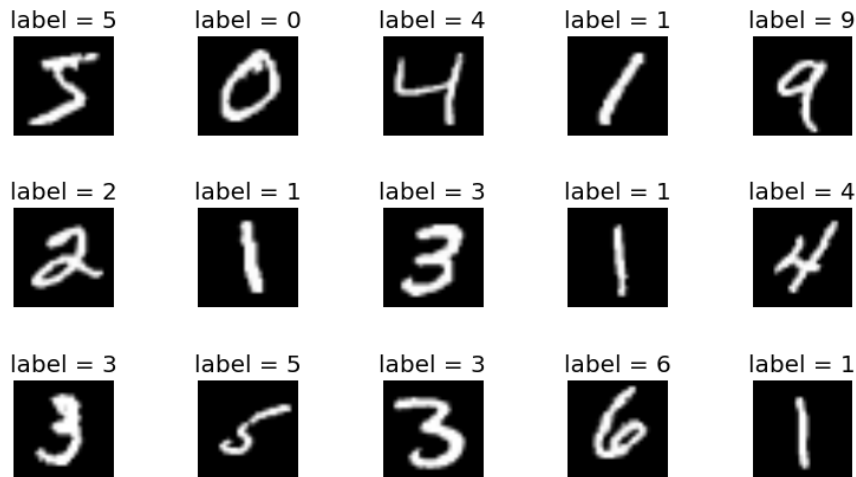 label = 5 label = 0 label = 4 label = 1 label = 9
5 0 4 1 9
label = 2 label = 1 label = 3 label = 1 label = 4
2 1 3 1 4
label = 3 label = 5 label = 3 label = 6 label = 1
3 5 3 6 1